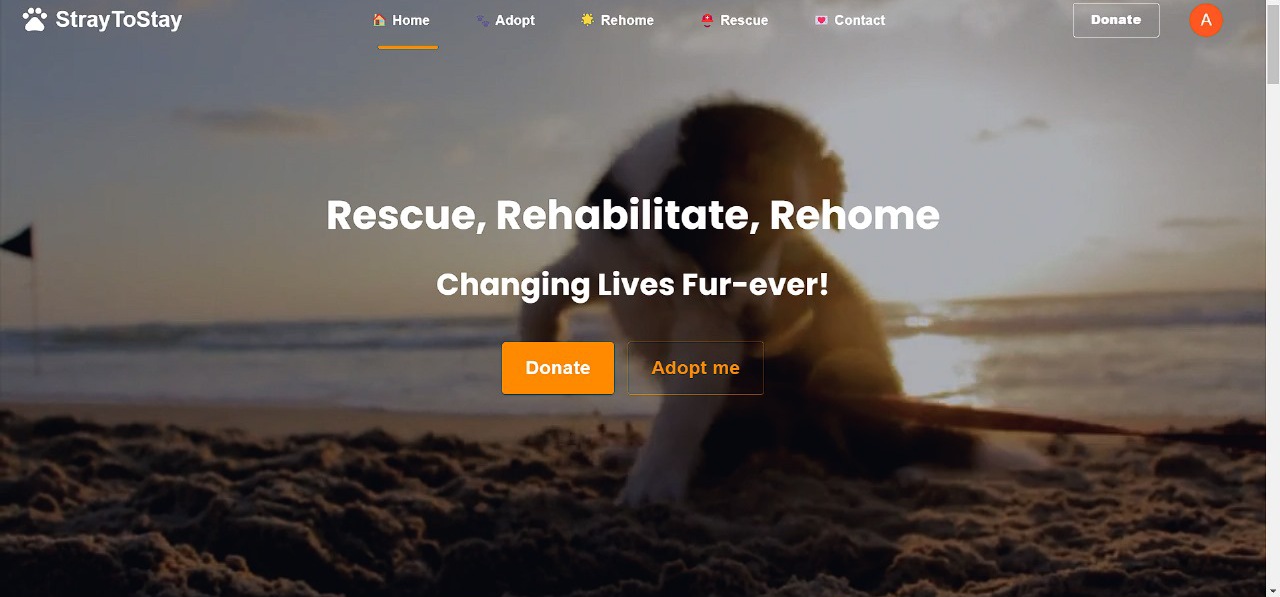 StrayToStay
Home
Adopt
Rehome
Rescue
Contact
Donate
A
Rescue, Rehabilitate, Rehome
Changing Lives Fur-ever!
Donate
Adopt me